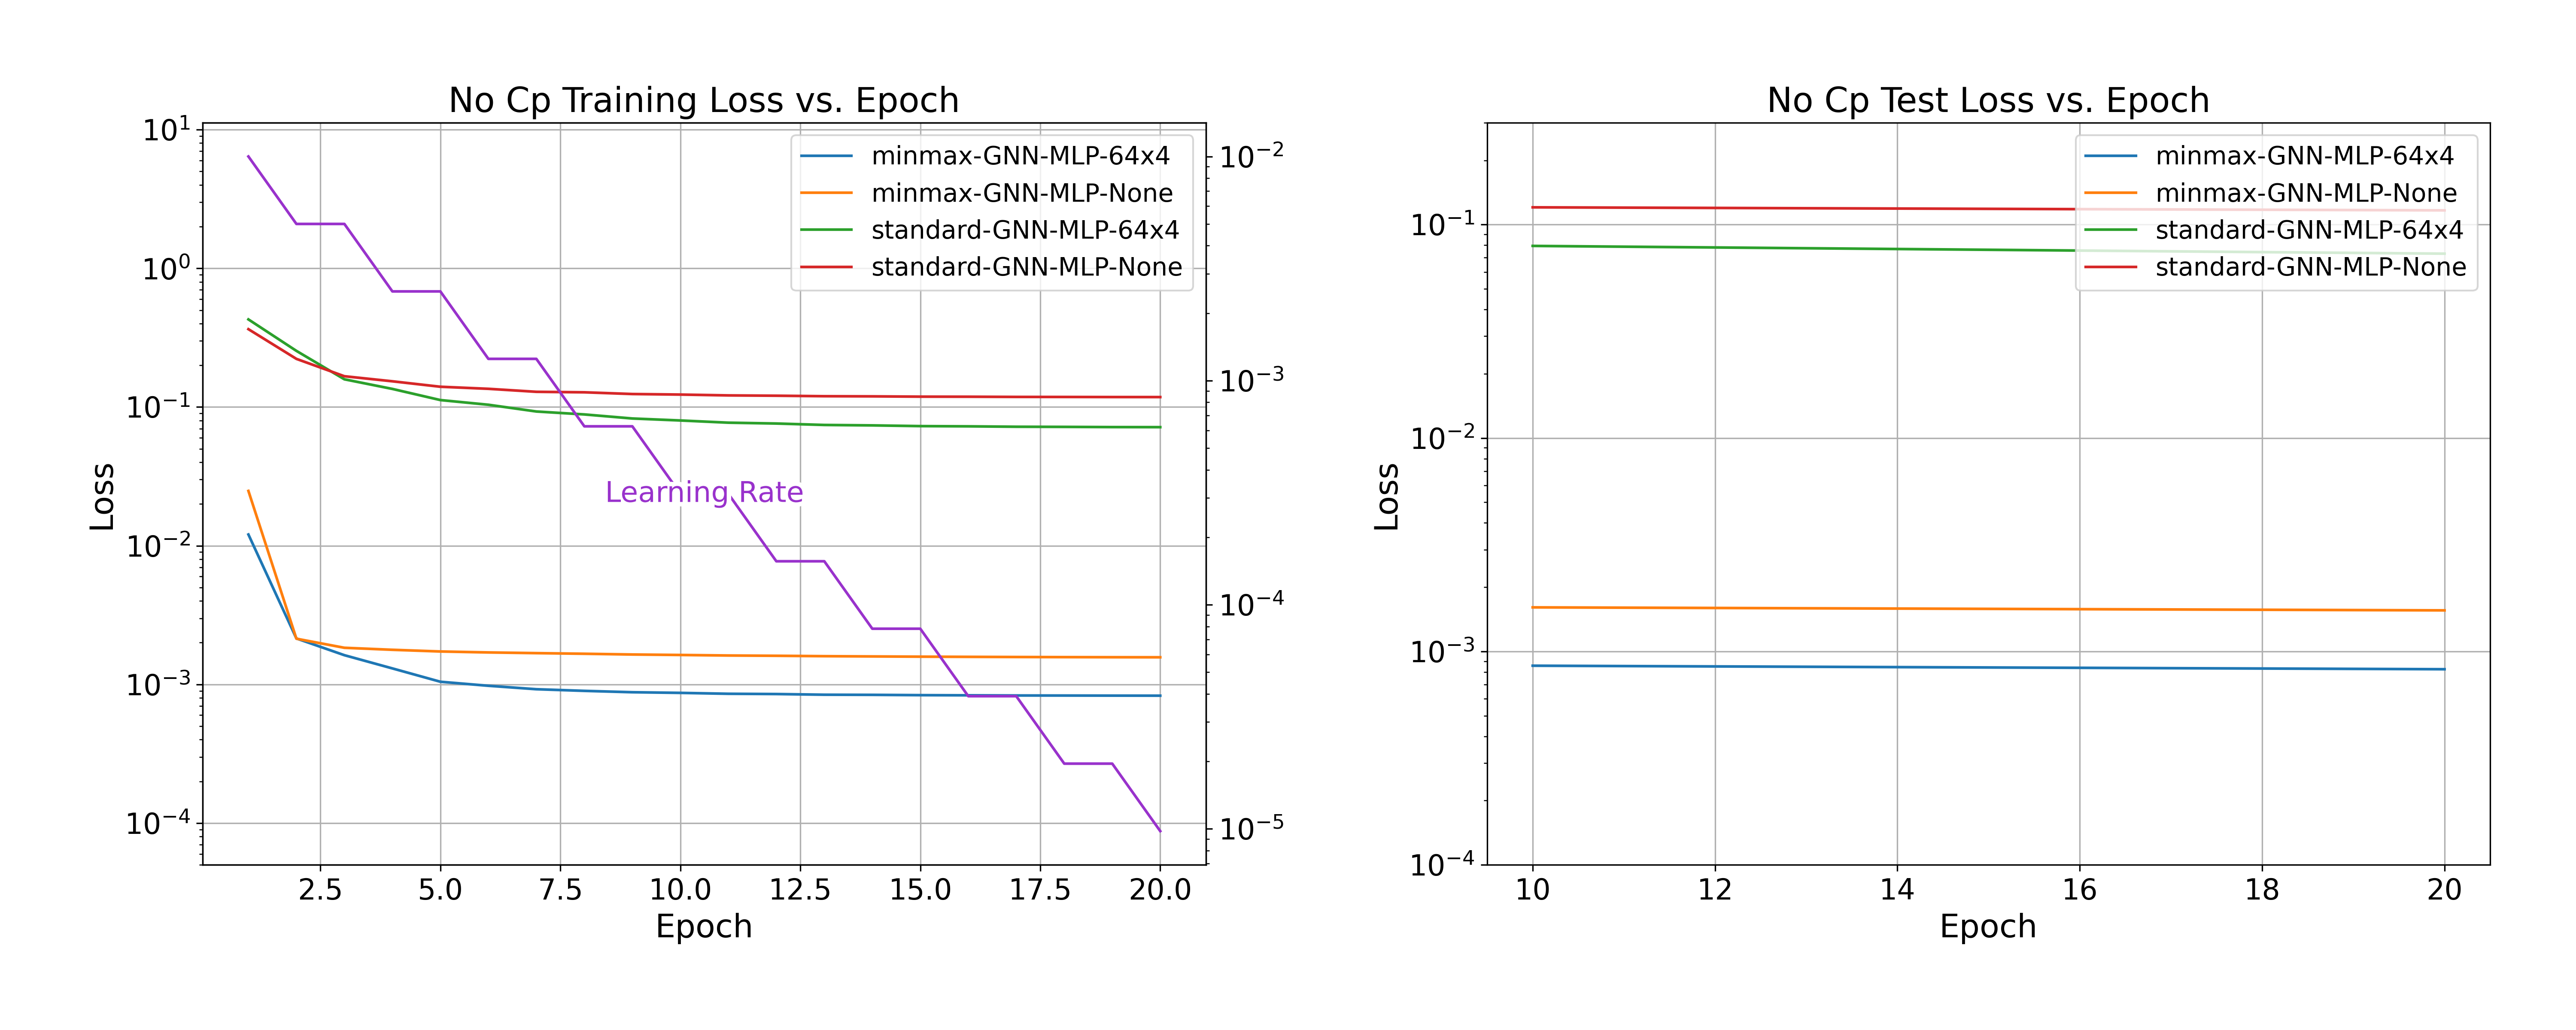 No Cp Training Loss vs. Epoch
minmax-GNN-MLP-64x4
minmax-GNN-MLP-None
standard-GNN-MLP-64x4
standard-GNN-MLP-None
Learning Rate
Loss
10¹
10⁰
10⁻¹
10⁻²
10⁻³
10⁻⁴
10⁻²
10⁻³
10⁻⁴
10⁻⁵
2.5 5.0 7.5 10.0 12.5 15.0 17.5 20.0
Epoch
No Cp Test Loss vs. Epoch
minmax-GNN-MLP-64x4
minmax-GNN-MLP-None
standard-GNN-MLP-64x4
standard-GNN-MLP-None
Loss
10⁻¹
10⁻²
10⁻³
10⁻⁴
10 12 14 16 18 20
Epoch